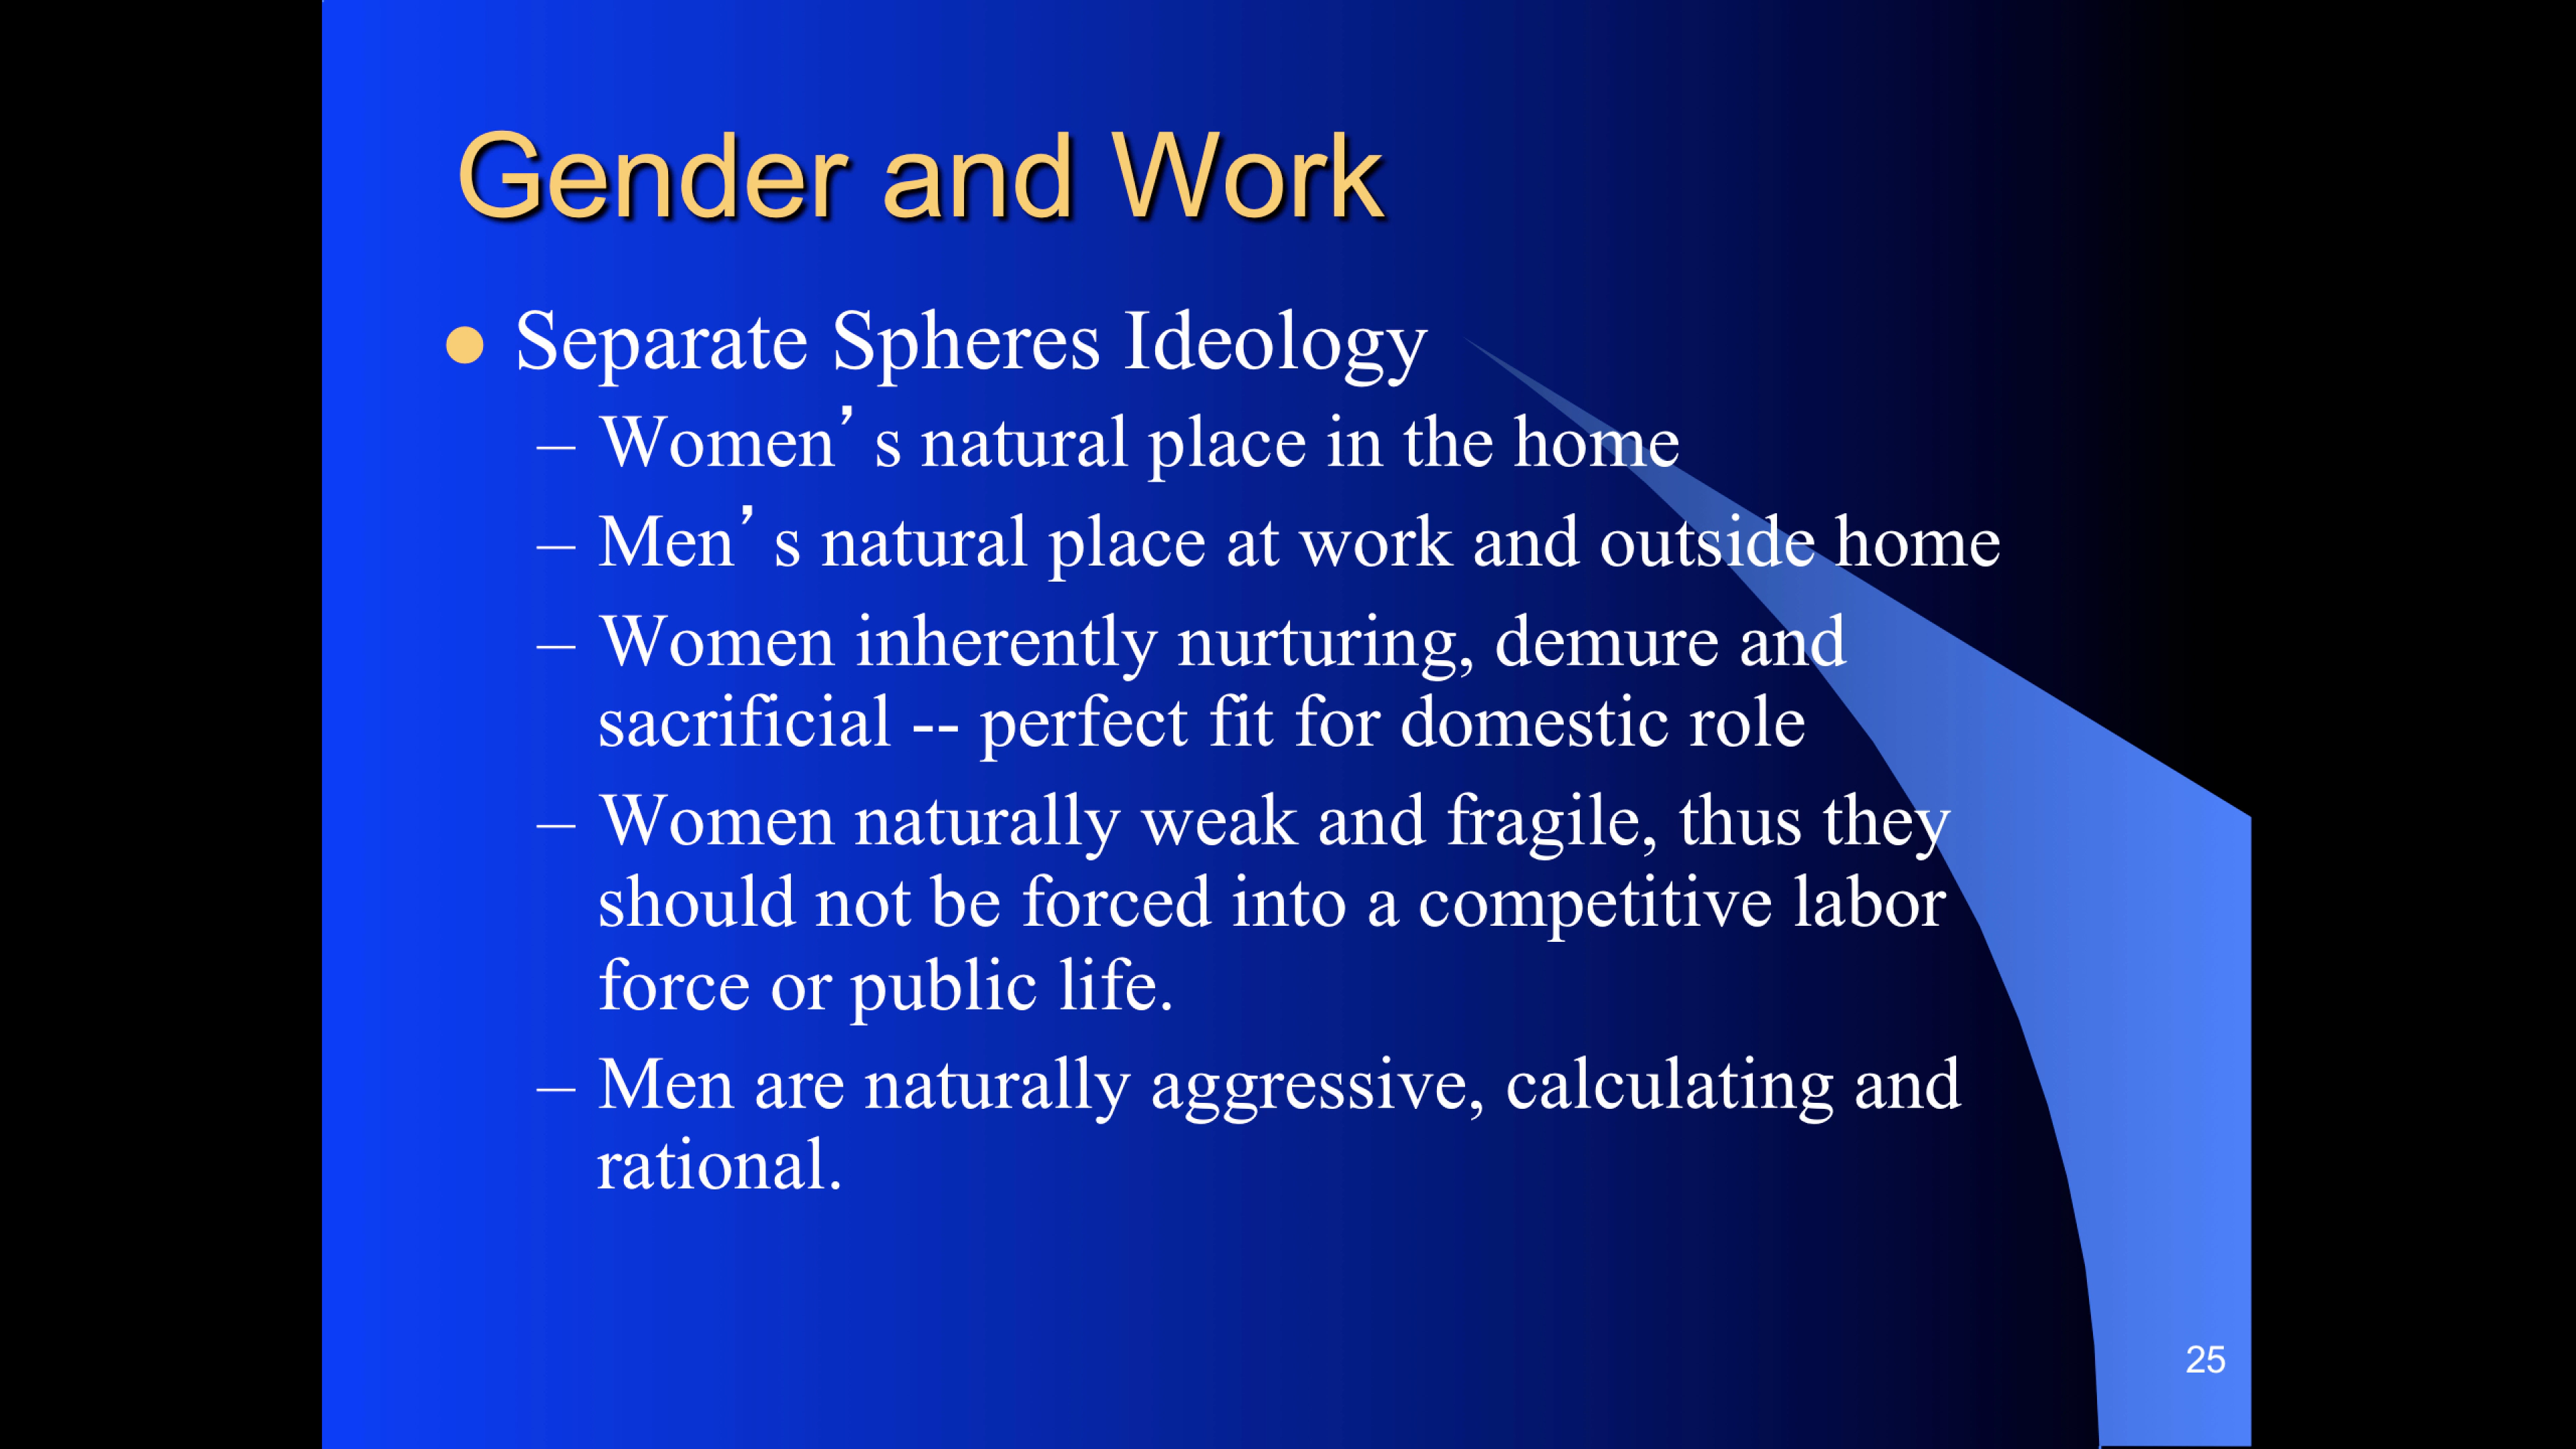 Gender and Work
● Separate Spheres Ideology
– Women’s natural place in the home
– Men’s natural place at work and outside home
– Women inherently nurturing, demure and
sacrificial -- perfect fit for domestic role
– Women naturally weak and fragile, thus they
should not be forced into a competitive labor
force or public life.
– Men are naturally aggressive, calculating and
rational.
25